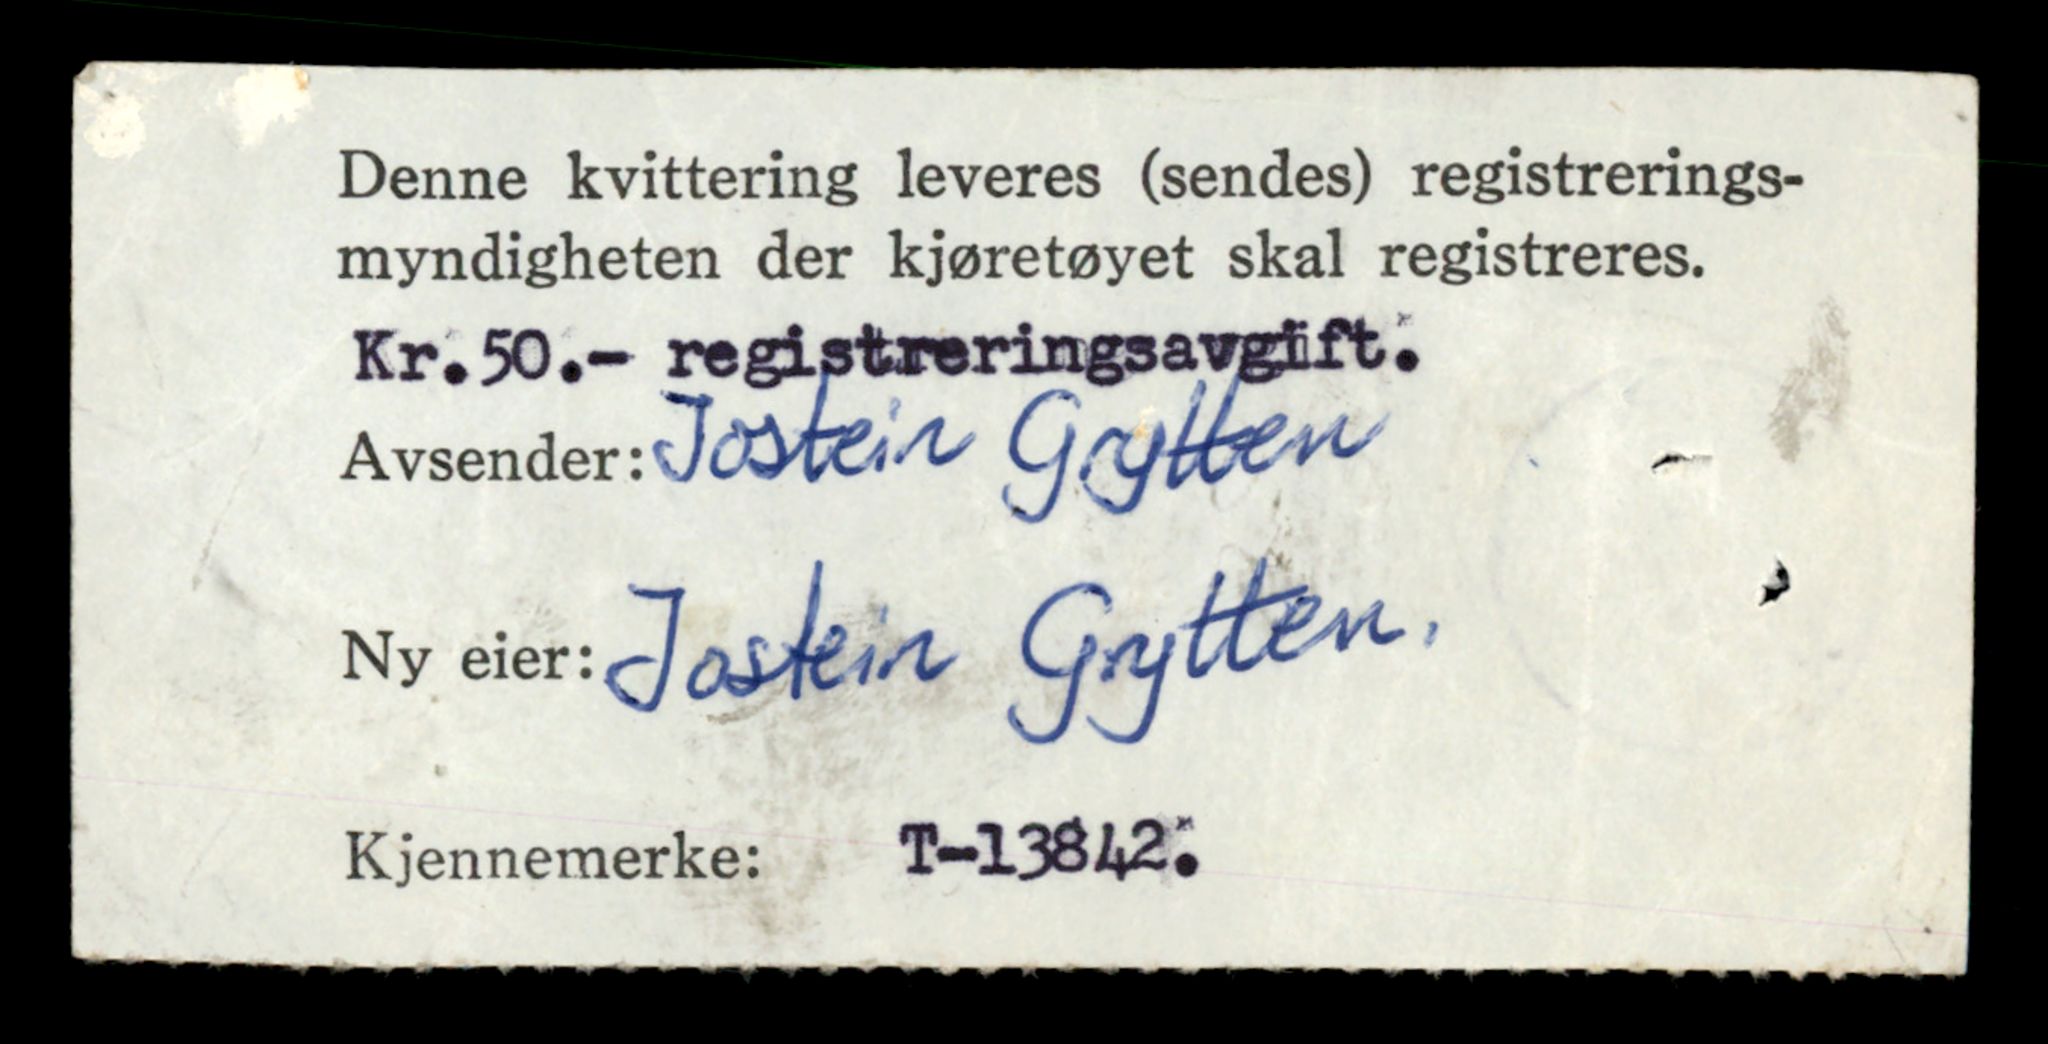 Denne kvittering leveres (sendes) registrerings-
myndigheten der kjøretøyet skal registreres.
Kr.50.- registreringsavgift.
Avsender: Jostein Grytten
Ny eier: Jostein Grytten.
Kjennemerke: T-13842.